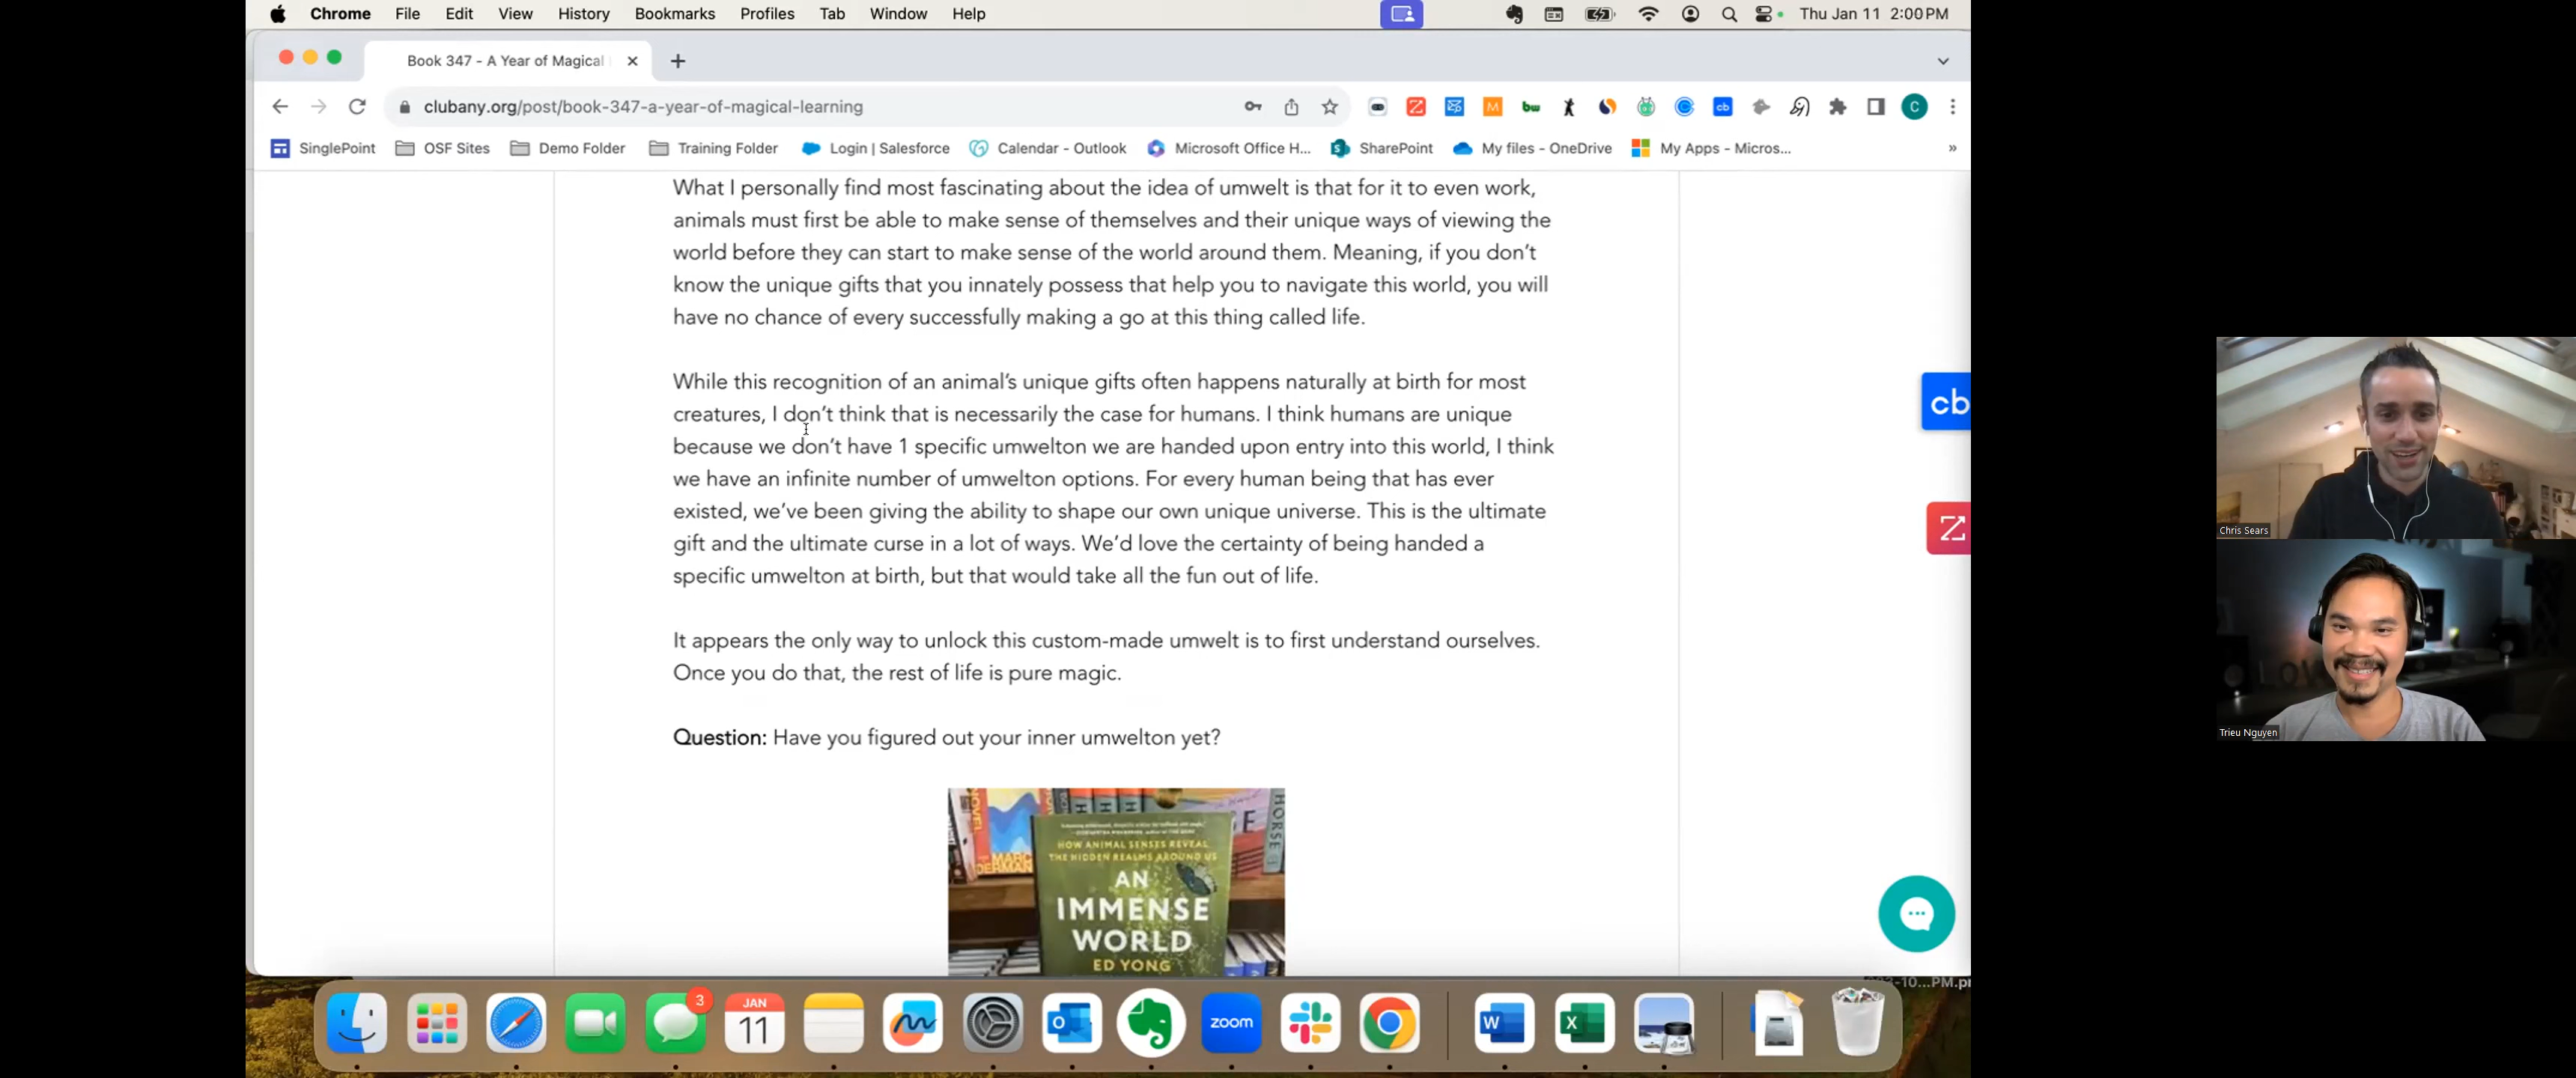 Chrome File Edit View History Bookmarks Profiles Tab Window Help Thu Jan 11 2:00 PM
Book 347 - A Year of Magical
clubany.org/post/book-347-a-year-of-magical-learning
M bw cb C
SinglePoint OSF Sites Demo Folder Training Folder Login | Salesforce Calendar - Outlook Microsoft Office H... SharePoint My files - OneDrive My Apps - Micros... »
What I personally find most fascinating about the idea of umwelt is that for it to even work,
animals must first be able to make sense of themselves and their unique ways of viewing the
world before they can start to make sense of the world around them. Meaning, if you don't
know the unique gifts that you innately possess that help you to navigate this world, you will
have no chance of every successfully making a go at this thing called life.
While this recognition of an animal's unique gifts often happens naturally at birth for most
creatures, I don't think that is necessarily the case for humans. I think humans are unique
because we don't have 1 specific umwelton we are handed upon entry into this world, I think
we have an infinite number of umwelton options. For every human being that has ever
existed, we've been giving the ability to shape our own unique universe. This is the ultimate
gift and the ultimate curse in a lot of ways. We'd love the certainty of being handed a
specific umwelton at birth, but that would take all the fun out of life.
It appears the only way to unlock this custom-made umwelt is to first understand ourselves.
Once you do that, the rest of life is pure magic.
Question: Have you figured out your inner umwelton yet?
cb
Z
NOVEL
MARC
DERMAN
HORSE
HOW ANIMAL SENSES REVEAL
THE HIDDEN REALMS AROUND US
AN
IMMENSE
WORLD
ED YONG
Chris Sears
Trieu Nguyen
-10...PM.p
3
JAN
11
O
zoom
W
X